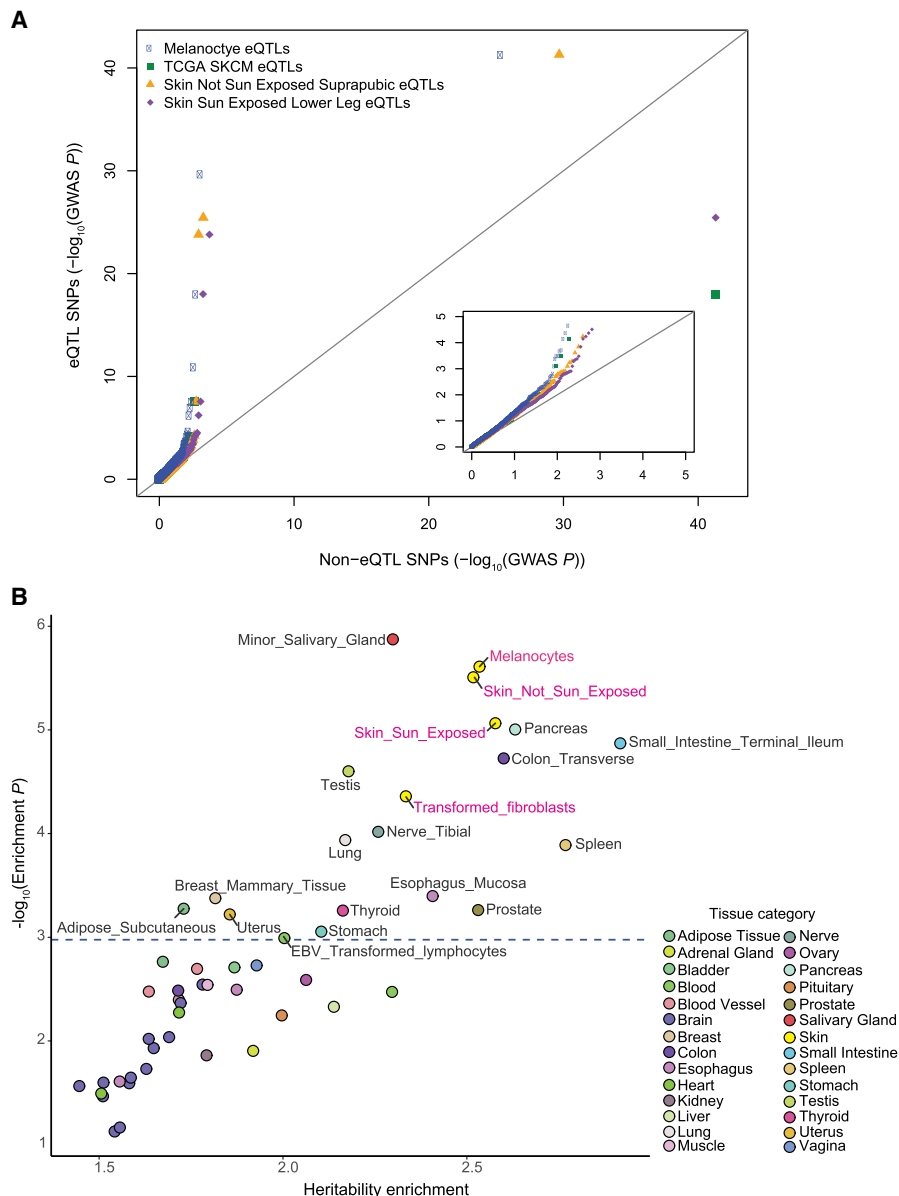 A
Melanoctye eQTLs
TCGA SKCM eQTLs
Skin Not Sun Exposed Suprapubic eQTLs
Skin Sun Exposed Lower Leg eQTLs
eQTL SNPs (−log10(GWAS P))
40
30
20
10
0
0 10 20 30 40
Non−eQTL SNPs (−log10(GWAS P))
5
4
3
2
1
0
0 1 2 3 4 5
B
-log10(Enrichment P)
6
5
4
3
2
1
1.5 2.0 2.5
Heritability enrichment
Minor_Salivary_Gland
Melanocytes
Skin_Not_Sun_Exposed
Skin_Sun_Exposed
Pancreas
Small_Intestine_Terminal_Ileum
Colon_Transverse
Testis
Transformed_fibroblasts
Nerve_Tibial
Lung
Spleen
Breast_Mammary_Tissue
Esophagus_Mucosa
Adipose_Subcutaneous
Uterus
Thyroid
Prostate
Stomach
EBV_Transformed_lymphocytes
Tissue category
Adipose Tissue
Adrenal Gland
Bladder
Blood
Blood Vessel
Brain
Breast
Colon
Esophagus
Heart
Kidney
Liver
Lung
Muscle
Nerve
Ovary
Pancreas
Pituitary
Prostate
Salivary Gland
Skin
Small Intestine
Spleen
Stomach
Testis
Thyroid
Uterus
Vagina